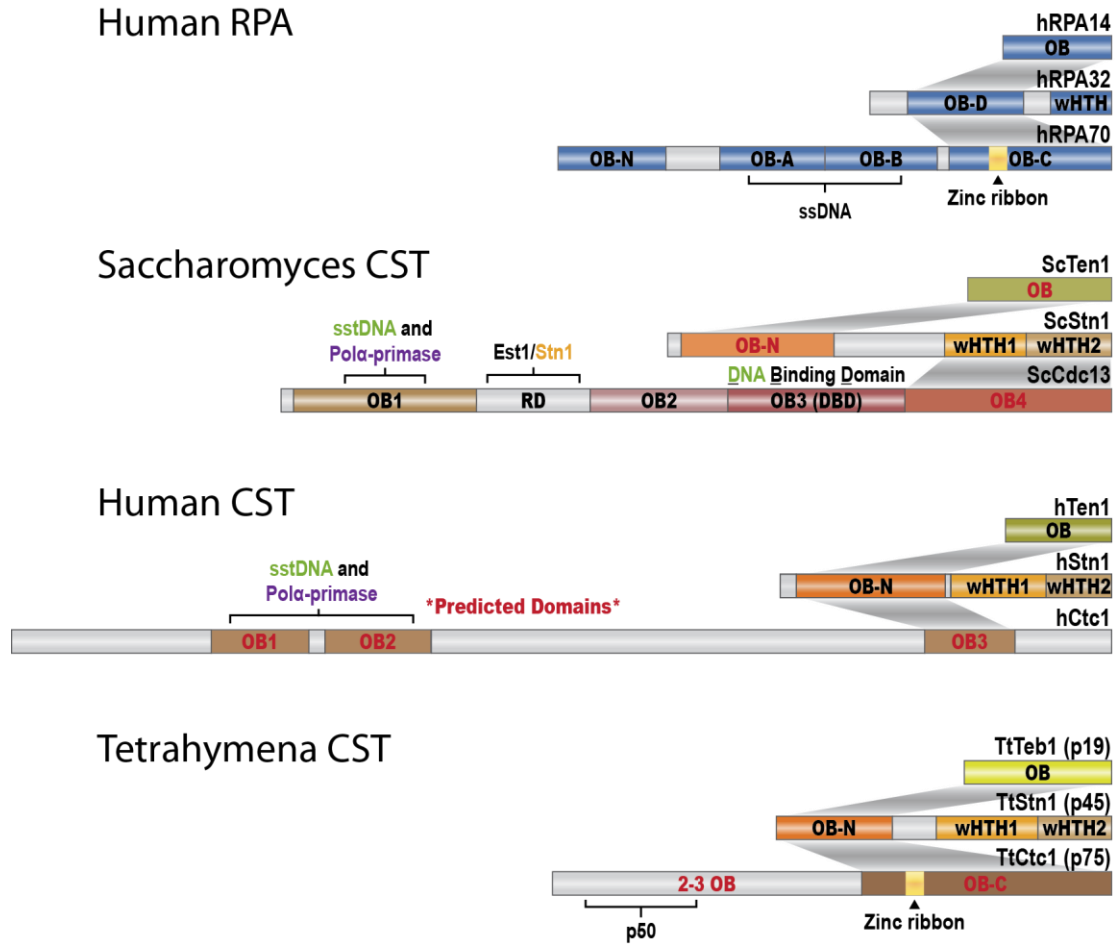 Human RPA
hRPA14
OB
hRPA32
OB-D
wHTH
hRPA70
OB-N
OB-A
OB-B
OB-C
ssDNA
Zinc ribbon
Saccharomyces CST
ScTen1
OB
sstDNA and
Polα-primase
Est1/Stn1
ScStn1
OB-N
wHTH1
wHTH2
DNA Binding Domain
ScCdc13
OB1
RD
OB2
OB3 (DBD)
OB4
Human CST
hTen1
OB
sstDNA and
Polα-primase
hStn1
OB-N
wHTH1
wHTH2
*Predicted Domains*
hCtc1
OB1
OB2
OB3
Tetrahymena CST
TtTeb1 (p19)
OB
TtStn1 (p45)
OB-N
wHTH1
wHTH2
TtCtc1 (p75)
2-3 OB
OB-C
p50
Zinc ribbon